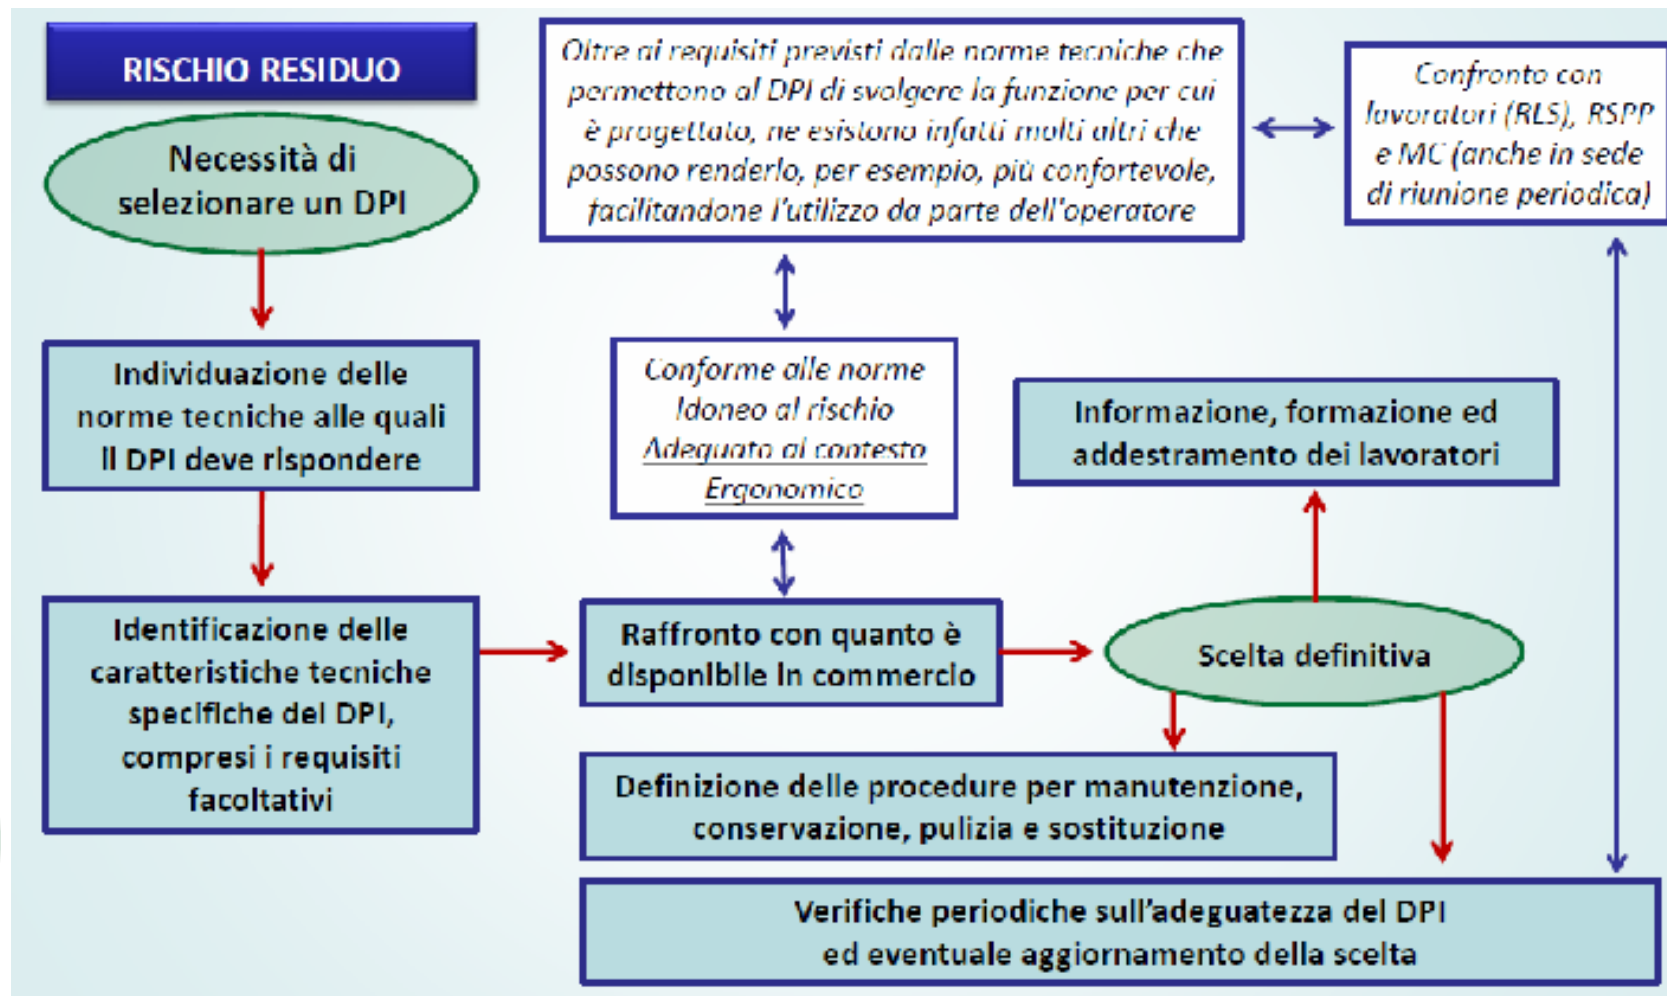 RISCHIO RESIDUO
Necessità di
selezionare un DPI
Individuazione delle
norme tecniche alle quali
il DPI deve rispondere
Identificazione delle
caratteristiche tecniche
specifiche del DPI,
compresi i requisiti
facoltativi
Oltre ai requisiti previsti dalle norme tecniche che
permettono al DPI di svolgere la funzione per cui
è progettato, ne esistono infatti molti altri che
possono renderlo, per esempio, più confortevole,
facilitandone l'utilizzo da parte dell'operatore
Confronto con
lavoratori (RLS), RSPP
e MC (anche in sede
di riunione periodica)
Conforme alle norme
Idoneo al rischio
Adeguato al contesto
Ergonomico
Raffronto con quanto è
disponibile in commercio
Scelta definitiva
Informazione, formazione ed
addestramento dei lavoratori
Definizione delle procedure per manutenzione,
conservazione, pulizia e sostituzione
Verifiche periodiche sull'adeguatezza del DPI
ed eventuale aggiornamento della scelta